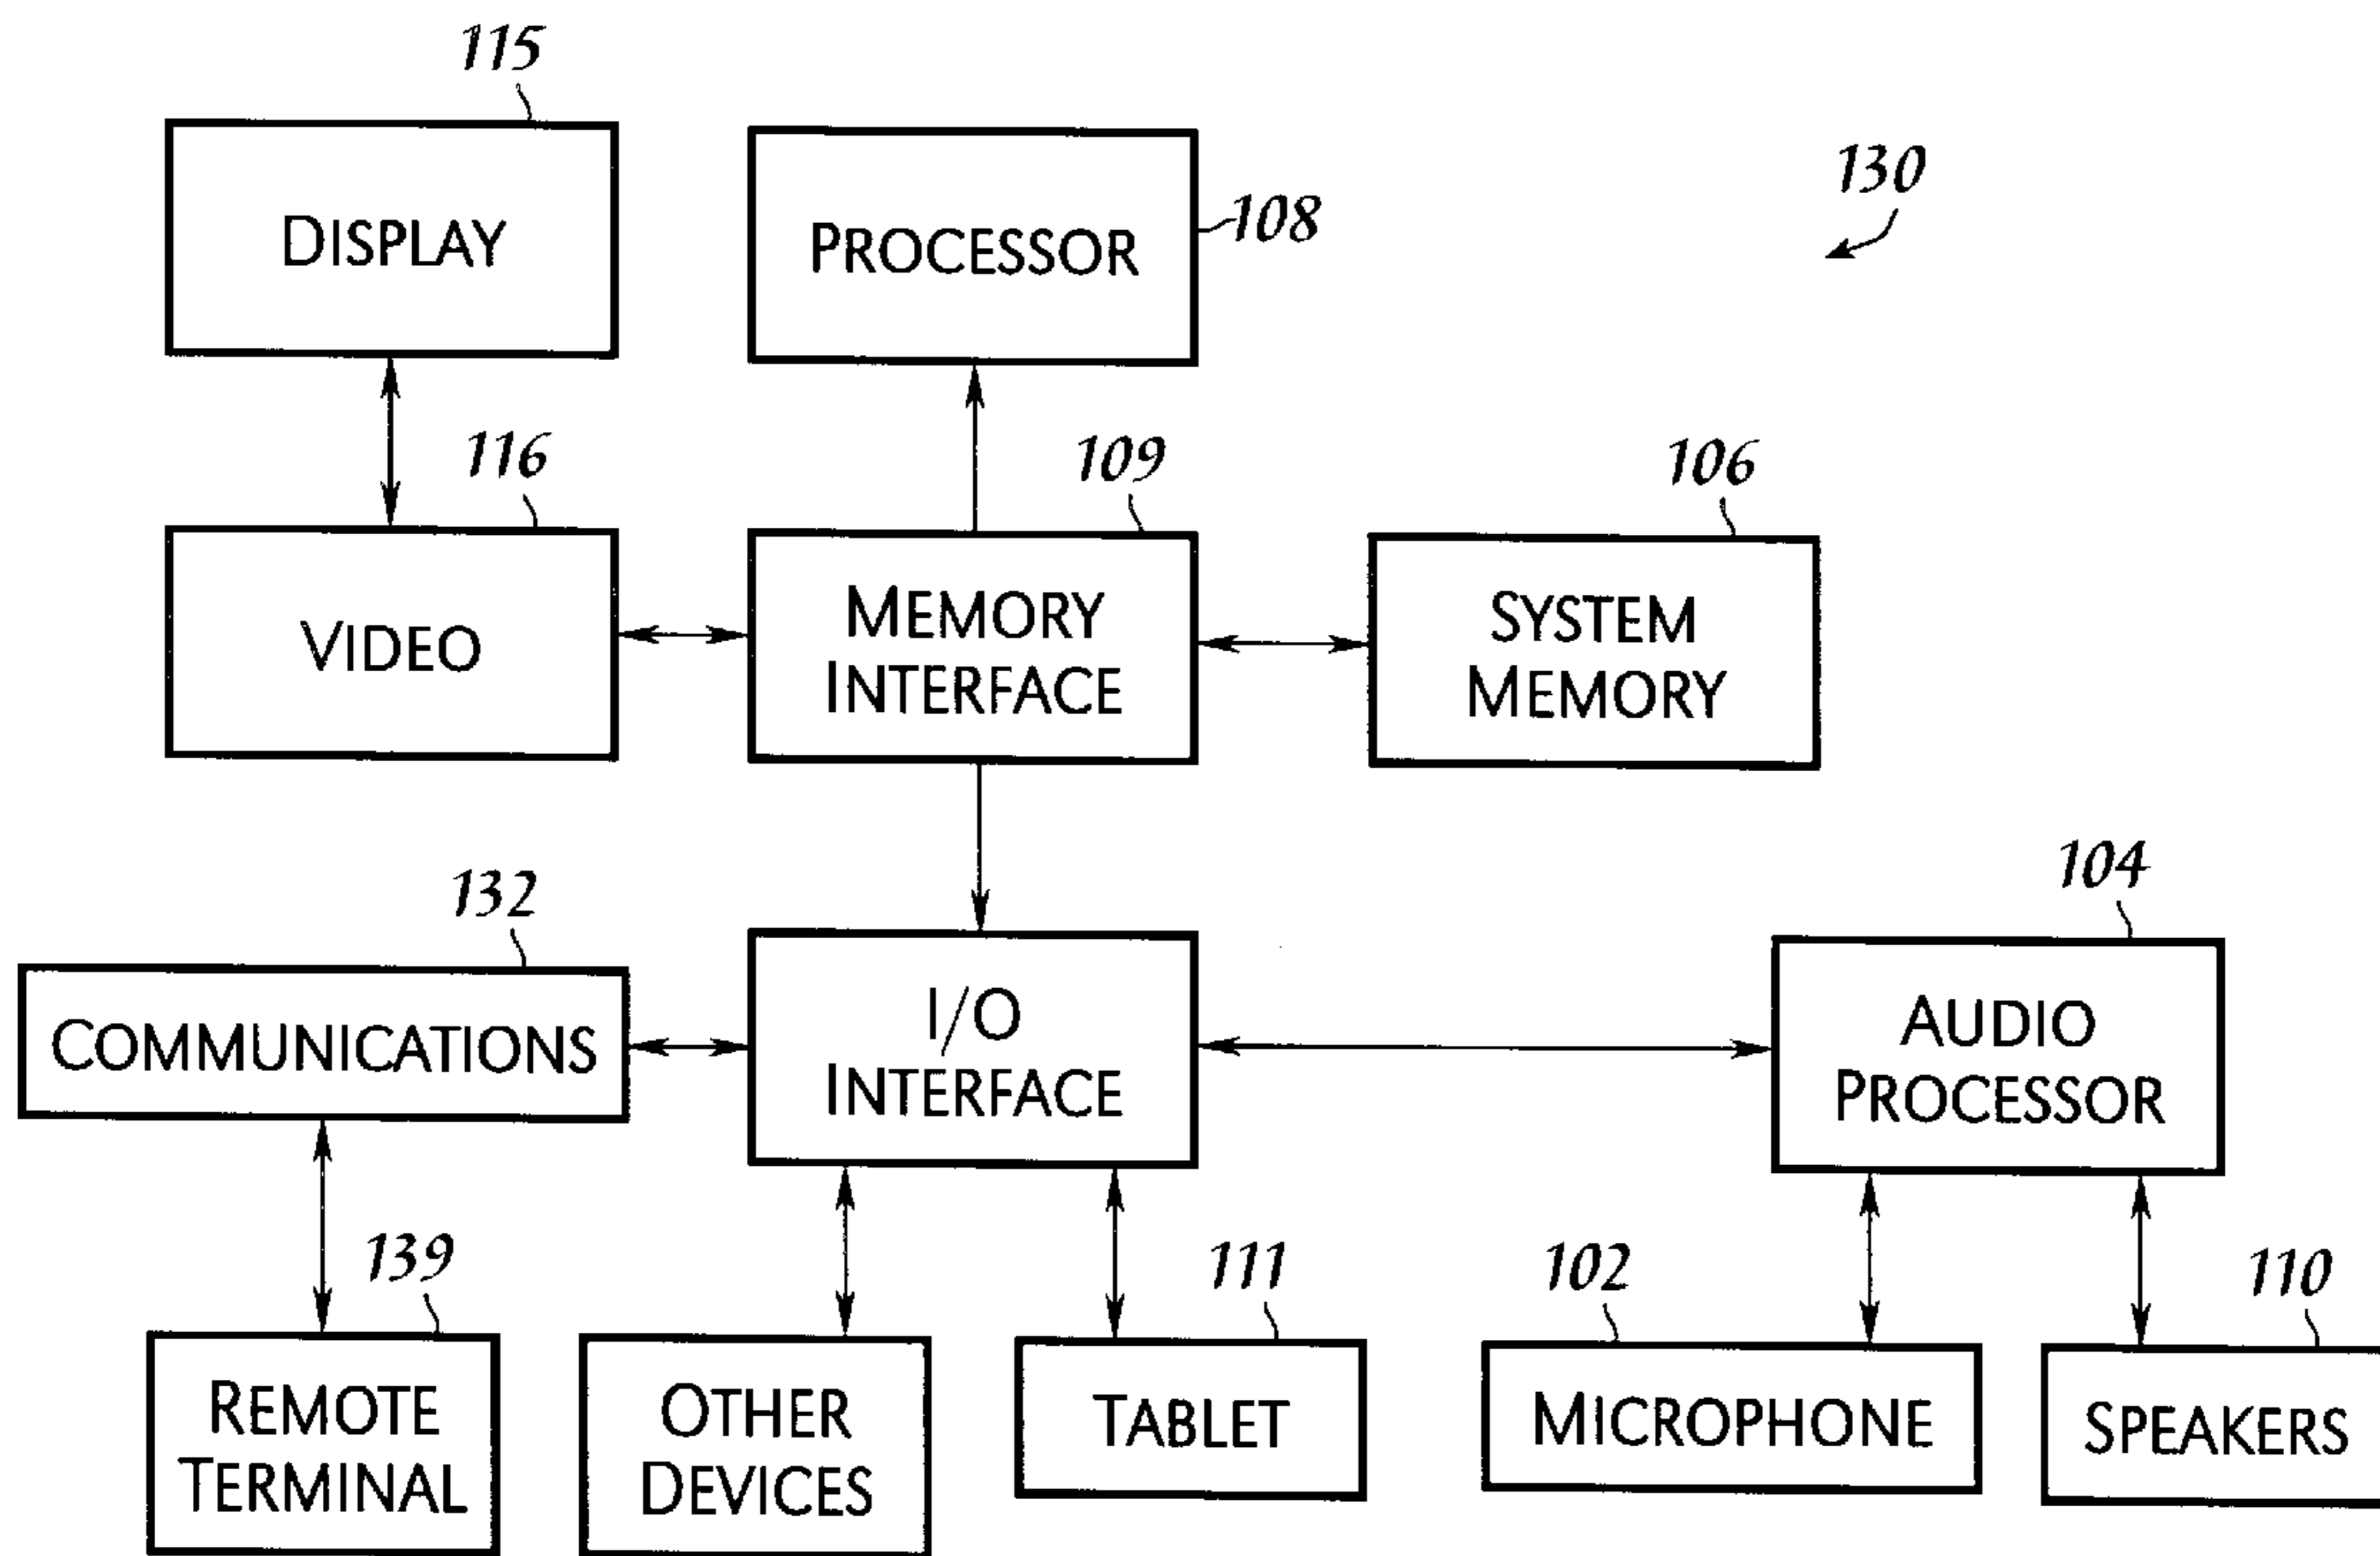 115
DISPLAY
PROCESSOR
108
130
116
VIDEO
109
MEMORY
INTERFACE
106
SYSTEM
MEMORY
132
COMMUNICATIONS
I/O
INTERFACE
104
AUDIO
PROCESSOR
139
REMOTE
TERMINAL
OTHER
DEVICES
111
TABLET
102
MICROPHONE
110
SPEAKERS